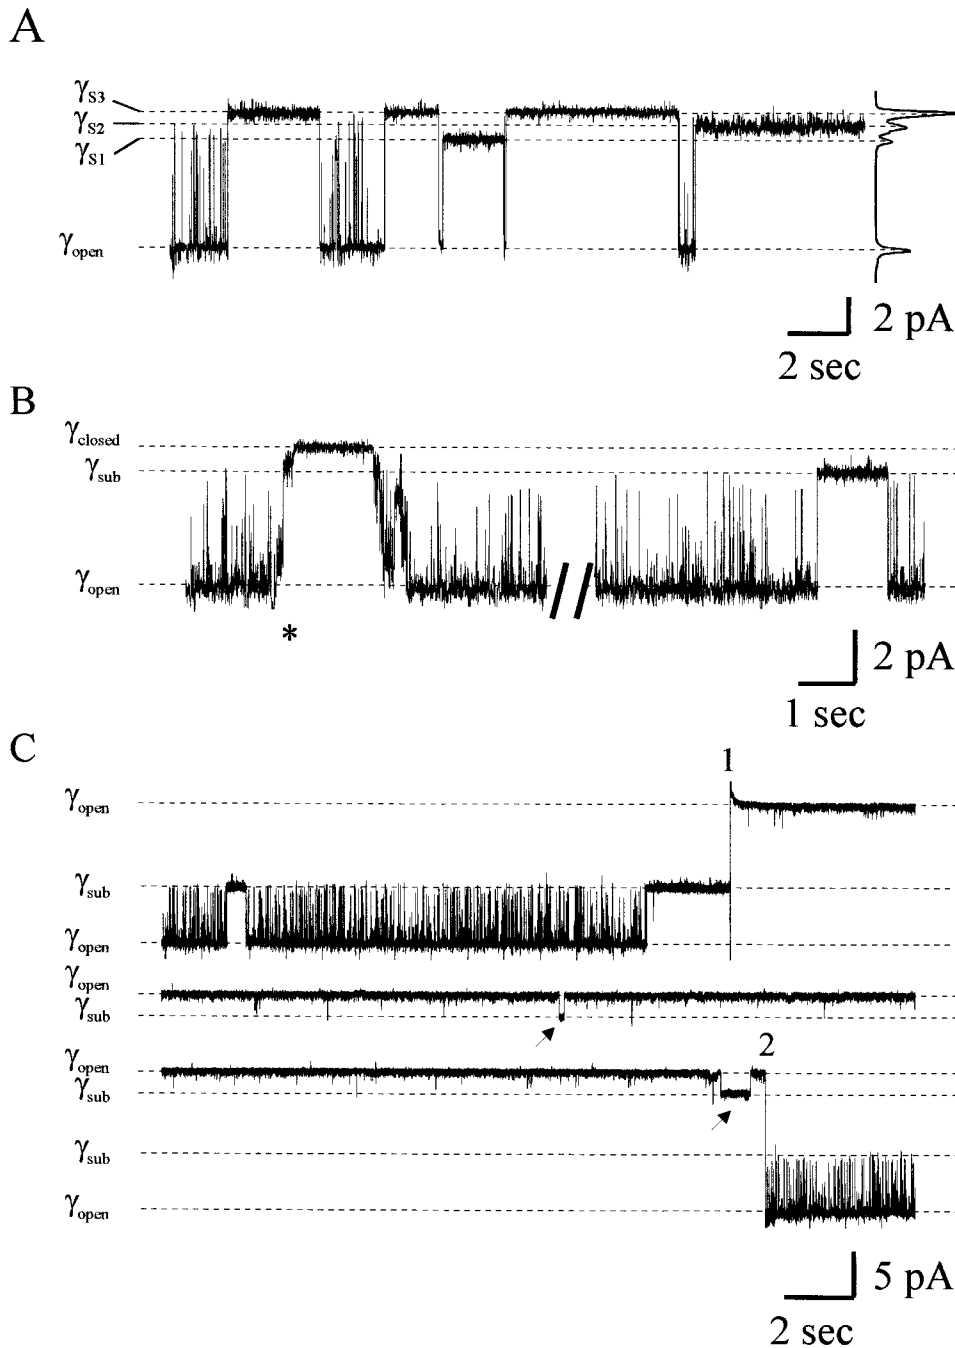 A
γS3
γS2
γS1
γopen
2 pA
2 sec
B
γclosed
γsub
γopen
*
2 pA
1 sec
C
1
γopen
γsub
γopen
γopen
γsub
2
γopen
γsub
γsub
γopen
5 pA
2 sec